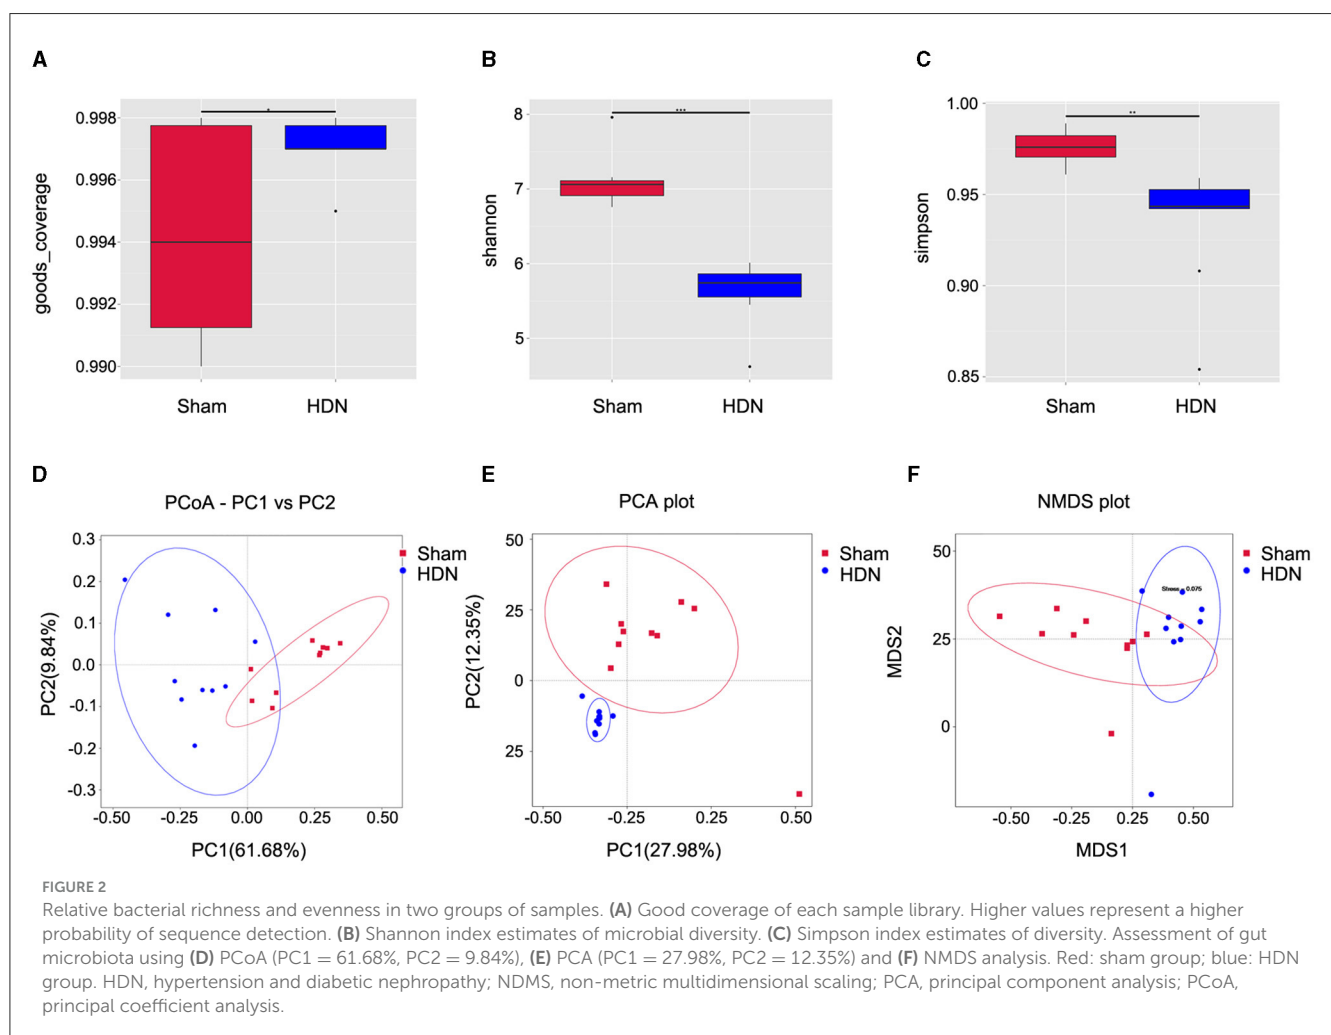 A
B
C
goods_coverage
0.998
0.996
0.994
0.992
0.990
*
Sham
HDN
shannon
8
7
6
5
***
Sham
HDN
simpson
1.00
0.95
0.90
0.85
**
Sham
HDN
D
E
F
PCoA - PC1 vs PC2
PC2(9.84%)
0.3
0.2
0.1
0.0
-0.1
-0.2
-0.3
-0.50
-0.25
0.00
0.25
0.50
PC1(61.68%)
Sham
HDN
PCA plot
PC2(12.35%)
50
25
0
25
-0.50
-0.25
0.00
0.25
0.50
PC1(27.98%)
Sham
HDN
NMDS plot
MDS2
50
25
0
-0.50
-0.25
0.25
0.50
MDS1
Stress 0.075
Sham
HDN
FIGURE 2
Relative bacterial richness and evenness in two groups of samples. (A) Good coverage of each sample library. Higher values represent a higher
probability of sequence detection. (B) Shannon index estimates of microbial diversity. (C) Simpson index estimates of diversity. Assessment of gut
microbiota using (D) PCoA (PC1 = 61.68%, PC2 = 9.84%), (E) PCA (PC1 = 27.98%, PC2 = 12.35%) and (F) NMDS analysis. Red: sham group; blue: HDN
group. HDN, hypertension and diabetic nephropathy; NDMS, non-metric multidimensional scaling; PCA, principal component analysis; PCoA,
principal coefficient analysis.